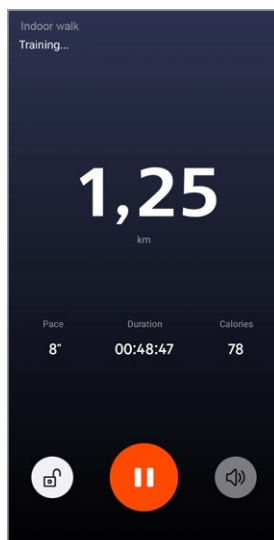 Indoor walk
Training...
1,25
km
Pace Duration Calories
8" 00:48:47 78